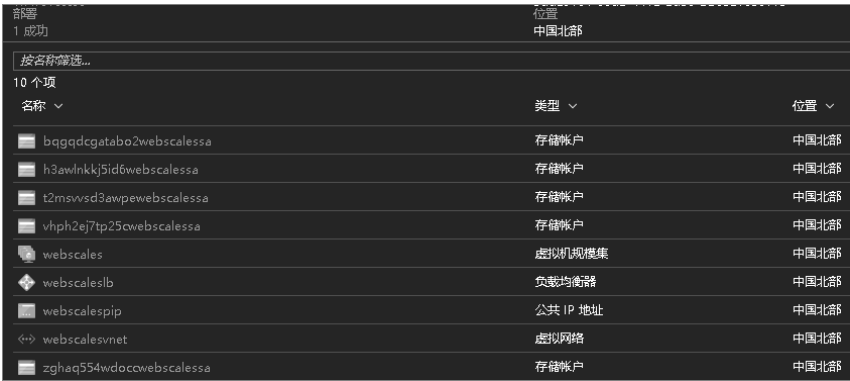 部署 位置
1 成功 中国北部
按名称筛选...
10 个项
名称 类型 位置
bqgqdcgatabo2webscalessa 存储帐户 中国北部
h3awlnkkj5id6webscalessa 存储帐户 中国北部
t2msvvsd3awpewebscalessa 存储帐户 中国北部
vhph2ej7tp25cwebscalessa 存储帐户 中国北部
webscales 虚拟机规模集 中国北部
webscaleslb 负载均衡器 中国北部
webscalespip 公共 IP 地址 中国北部
webscalesvnet 虚拟网络 中国北部
zghaq554wdoccwebscalessa 存储帐户 中国北部